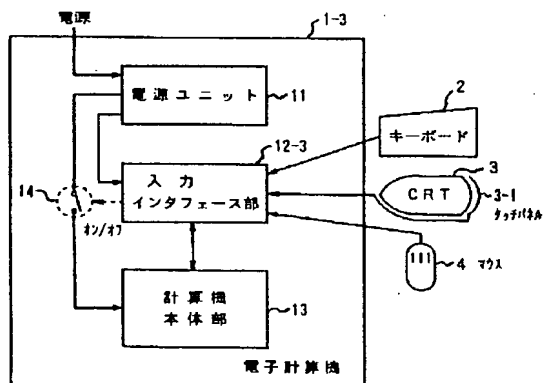 電源
1-3
電源ユニット
11
2
キーボード
12-3
入力
インタフェース部
3
CRT
3-1
タッチパネル
14
オン/オフ
4 マウス
計算機
本体部
13
電子計算機